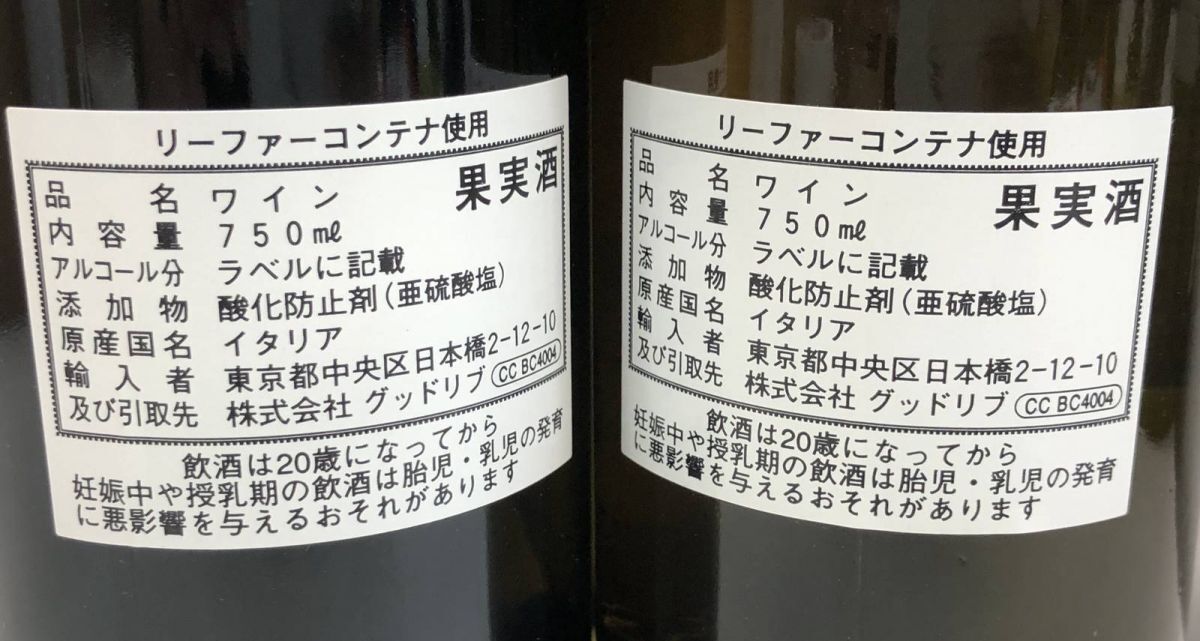 リーファーコンテナ使用
果実酒
品名 ワイン
内容量 750㎖
アルコール分 ラベルに記載
添加物 酸化防止剤(亜硫酸塩)
原産国名 イタリア
輸入者 東京都中央区日本橋2-12-10
及び引取先 株式会社 グッドリブ CC BC4004
飲酒は20歳になってから
妊娠中や授乳期の飲酒は胎児・乳児の発育
に悪影響を与えるおそれがあります
リーファーコンテナ使用
果実酒
品名 ワイン
内容量 750㎖
アルコール分 ラベルに記載
添加物 酸化防止剤(亜硫酸塩)
原産国名 イタリア
輸入者 東京都中央区日本橋2-12-10
及び引取先 株式会社 グッドリブ CC BC4004
飲酒は20歳になってから
妊娠中や授乳期の飲酒は胎児・乳児の発育
に悪影響を与えるおそれがあります